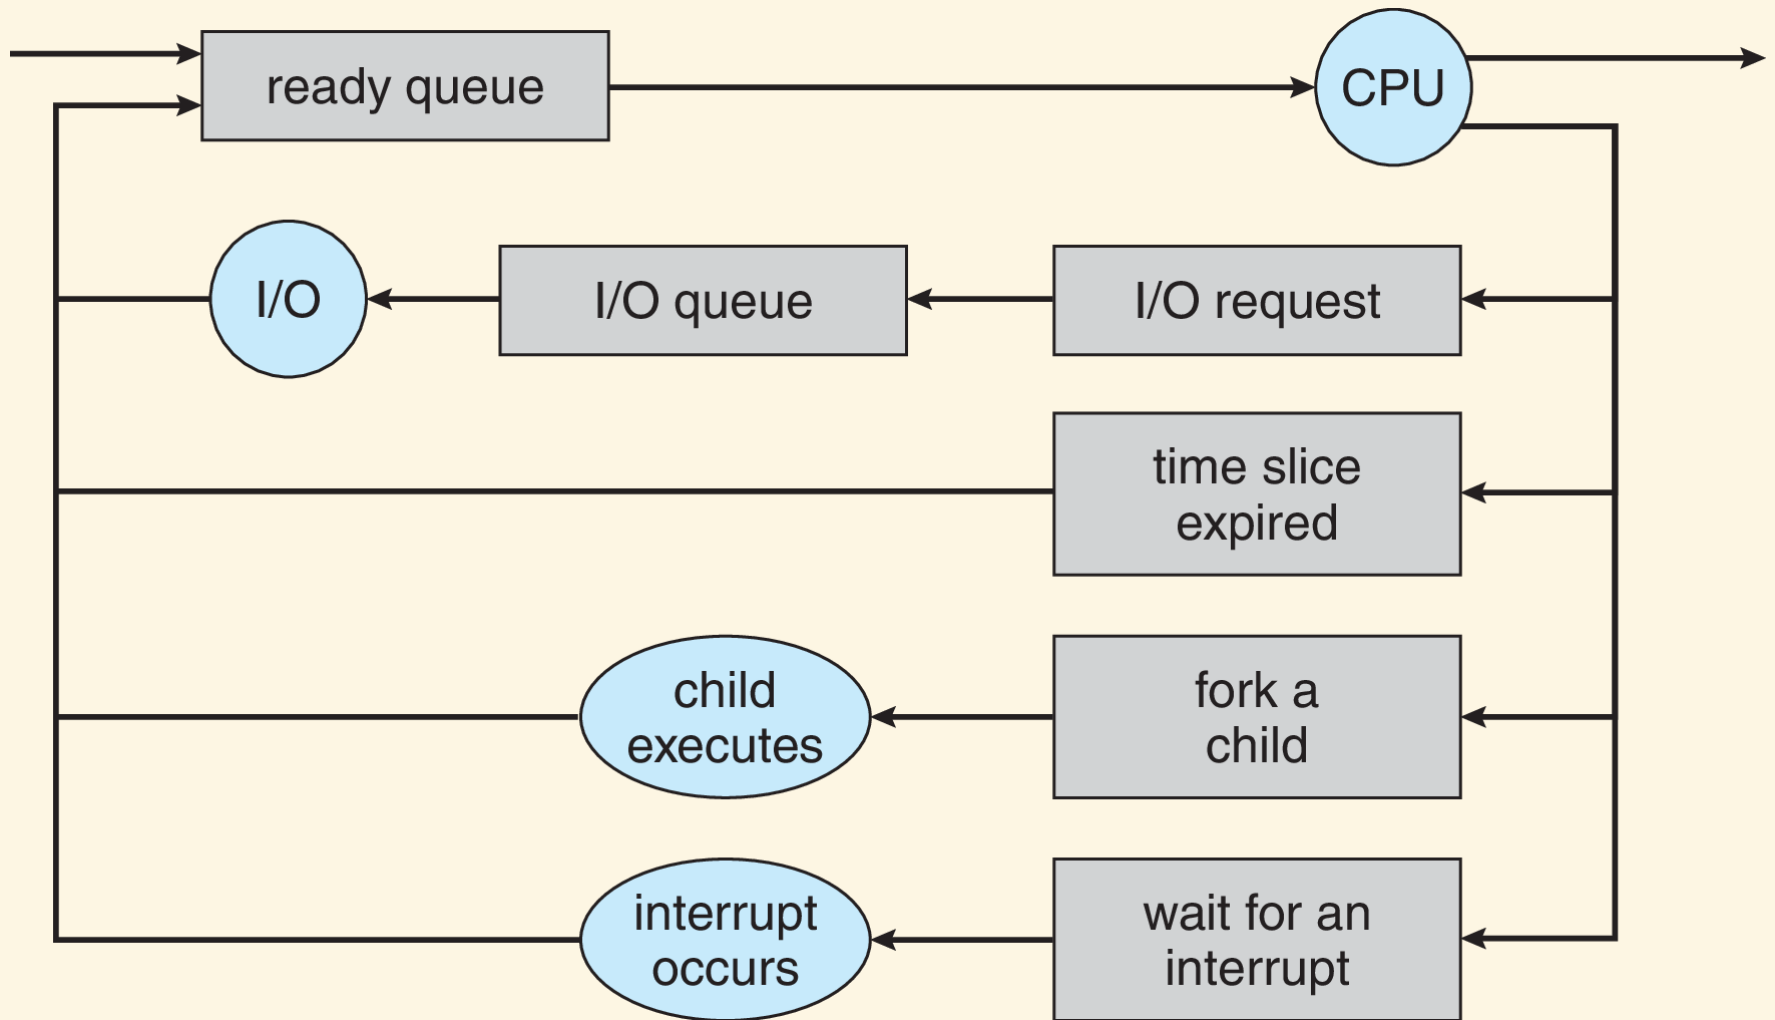 ready queue
CPU
I/O
I/O queue
I/O request
time slice
expired
child
executes
fork a
child
interrupt
occurs
wait for an
interrupt